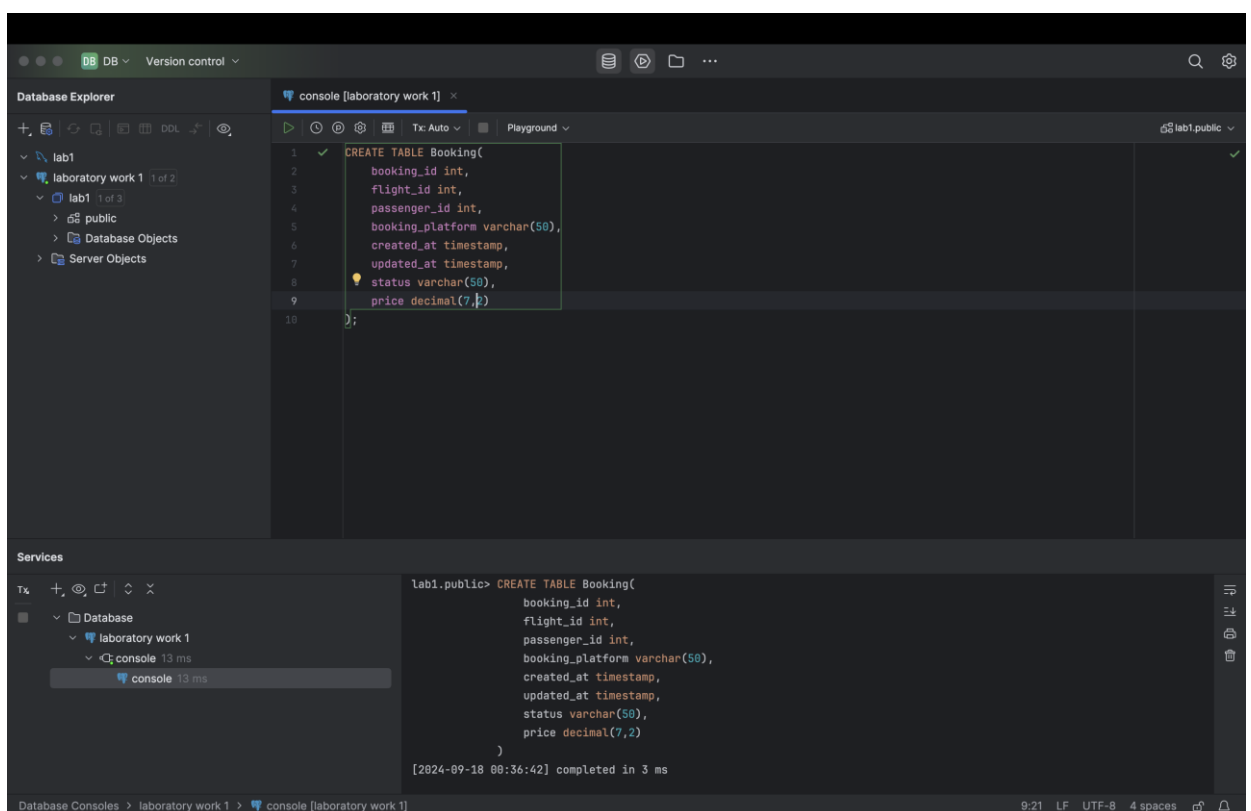 DB DB Version control
Database Explorer
console [laboratory work 1]
DDL
Tx: Auto Playground lab1.public
lab1
laboratory work 1 1 of 2
lab1 1 of 3
public
Database Objects
Server Objects
1 CREATE TABLE Booking(
2 booking_id int,
3 flight_id int,
4 passenger_id int,
5 booking_platform varchar(50),
6 created_at timestamp,
7 updated_at timestamp,
8 status varchar(50),
9 price decimal(7,2)
10 );
Services
Tx
Database
laboratory work 1
console 13 ms
console 13 ms
lab1.public> CREATE TABLE Booking(
booking_id int,
flight_id int,
passenger_id int,
booking_platform varchar(50),
created_at timestamp,
updated_at timestamp,
status varchar(50),
price decimal(7,2)
)
[2024-09-18 00:36:42] completed in 3 ms
Database Consoles > laboratory work 1 > console [laboratory work 1]
9:21 LF UTF-8 4 spaces